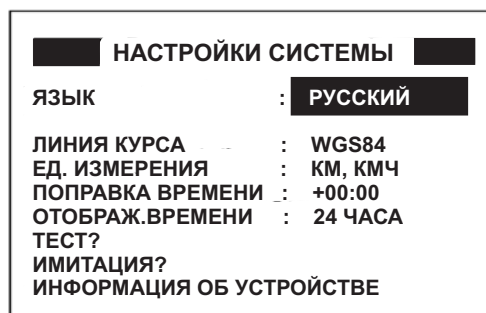 НАСТРОЙКИ СИСТЕМЫ
ЯЗЫК : РУССКИЙ
ЛИНИЯ КУРСА : WGS84
ЕД. ИЗМЕРЕНИЯ : КМ, КМЧ
ПОПРАВКА ВРЕМЕНИ : +00:00
ОТОБРАЖ.ВРЕМЕНИ : 24 ЧАСА
ТЕСТ?
ИМИТАЦИЯ?
ИНФОРМАЦИЯ ОБ УСТРОЙСТВЕ